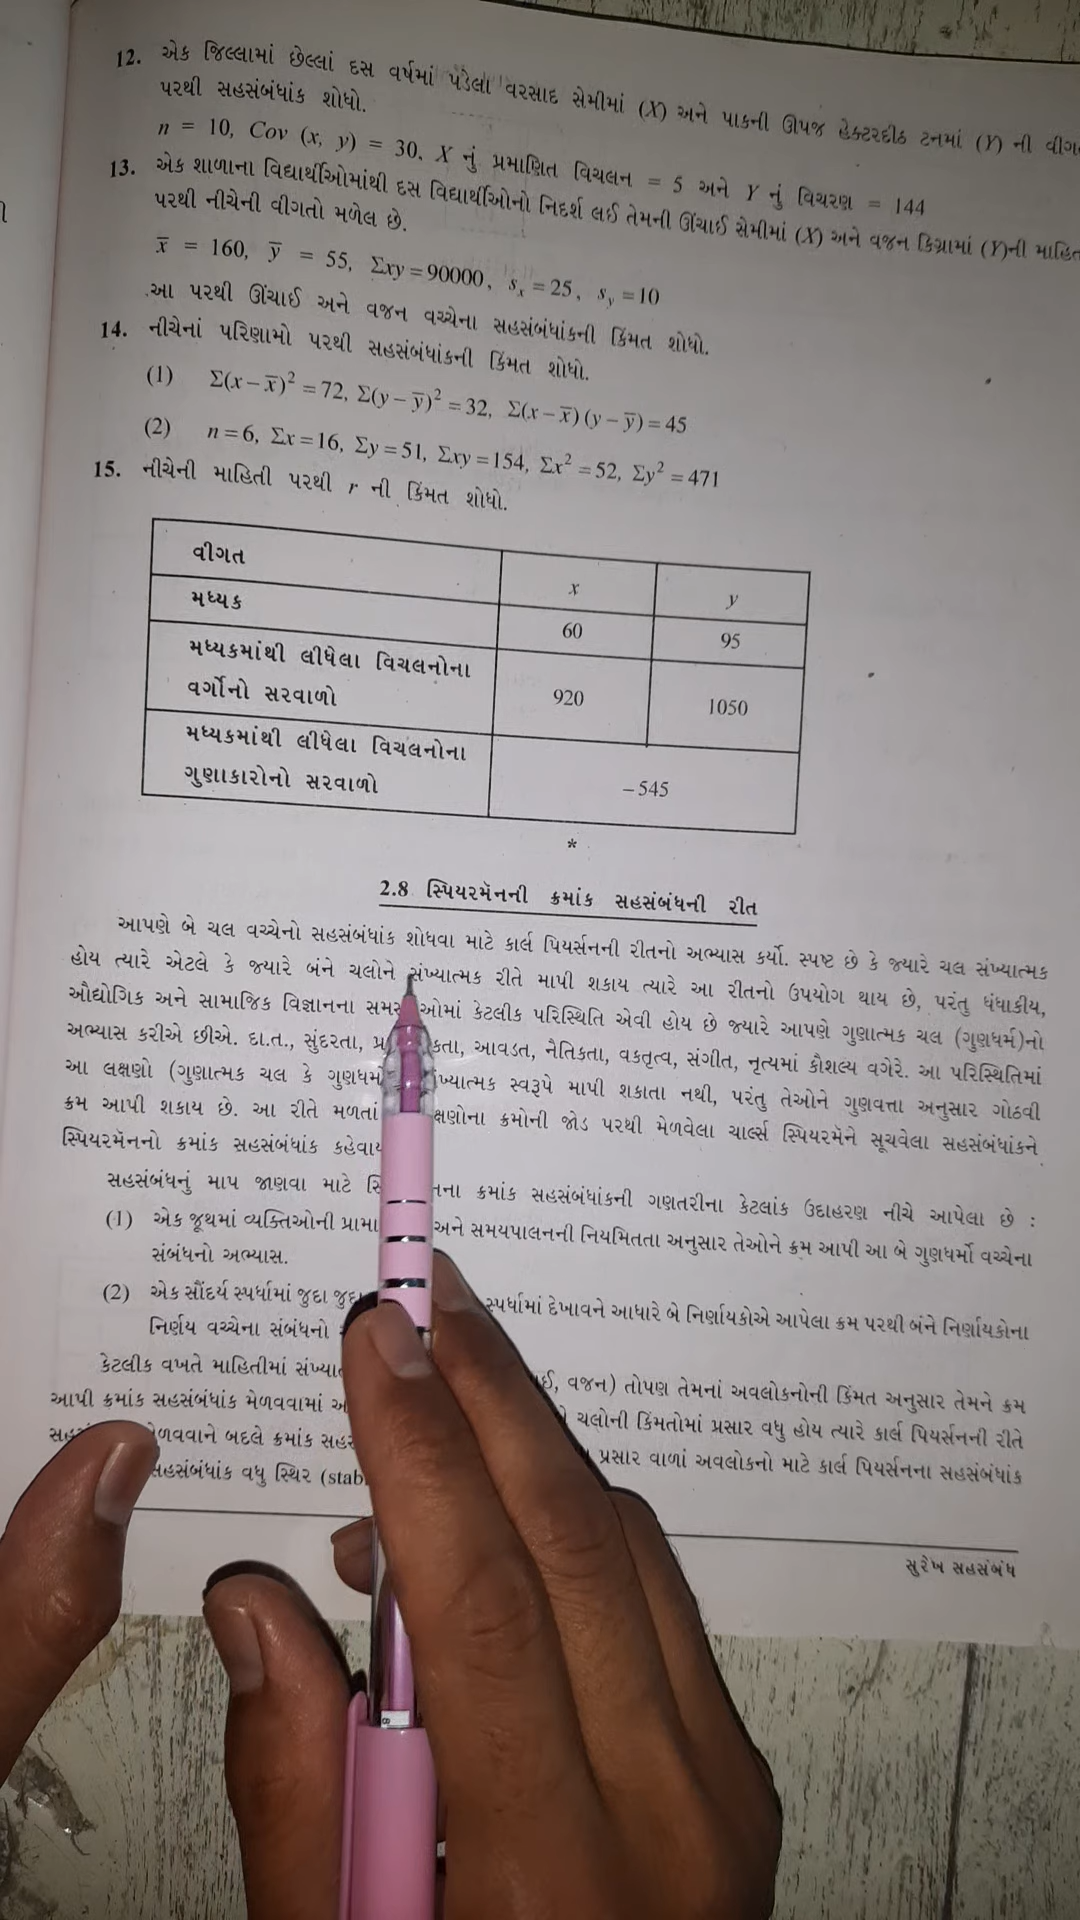 12. એક જિલ્લામાં છેલ્લાં દસ વર્ષમાં પડેલા વરસાદ સેમીમાં (X) અને પાકની ઊપજ હેક્ટરદીઠ ટનમાં (Y) ની
પરથી સહસંબંધાંક શોધો.
n = 10, Cov (x, y) = 30, X નું પ્રમાણિત વિચલન = 5 અને Y નું વિચરણ = 144
13. એક શાળાના વિદ્યાર્થીઓમાંથી દસ વિદ્યાર્થીઓનો નિદર્શ લઈ તેમની ઊંચાઈ સેમીમાં (X) અને વજન કિગ્રામાં (Y)ની
પરથી નીચેની વીગતો મળેલ છે.
x̅ = 160, y̅ = 55, Σxy = 90000, sₓ = 25, s_y = 10
આ પરથી ઊંચાઈ અને વજન વચ્ચેના સહસંબંધાંકની કિંમત શોધો.
14. નીચેનાં પરિણામો પરથી સહસંબંધાંકની કિંમત શોધો.
(1) Σ(x – x̅)² = 72, Σ(y – y̅)² = 32, Σ(x – x̅) (y – y̅) = 45
(2) n = 6, Σx = 16, Σy = 51, Σxy = 154, Σx² = 52, Σy² = 471
15. નીચેની માહિતી પરથી r ની કિંમત શોધો.
વીગત x y
મધ્યક 60 95
મધ્યકમાંથી લીધેલા વિચલનોના
વર્ગોનો સરવાળો 920 1050
મધ્યકમાંથી લીધેલા વિચલનોના
ગુણાકારોનો સરવાળો – 545
*
2.8 સ્પિયરમૅનની ક્રમાંક સહસંબંધની રીત
આપણે બે ચલ વચ્ચેનો સહસંબંધાંક શોધવા માટે કાર્લ પિયર્સનની રીતનો અભ્યાસ કર્યો. સ્પષ્ટ છે કે જ્યારે ચલ સંખ્યાત્મક
હોય ત્યારે એટલે કે જ્યારે બંને ચલોને સંખ્યાત્મક રીતે માપી શકાય ત્યારે આ રીતનો ઉપયોગ થાય છે, પરંતુ ધંધાકીય,
ઔદ્યોગિક અને સામાજિક વિજ્ઞાનના કેટલીક પરિસ્થિતિ એવી હોય છે જ્યારે આપણે ગુણાત્મક ચલ (ગુણધર્મ)નો
અભ્યાસ કરીએ છીએ. દા.ત., સુંદરતા, આવડત, નૈતિકતા, વકતૃત્વ, સંગીત, નૃત્યમાં કૌશલ્ય વગેરે. આ પરિસ્થિતિમાં
આ લક્ષણો (ગુણાત્મક ચલ કે સ્વરૂપે માપી શકાતા નથી, પરંતુ તેઓને ગુણવત્તા અનુસાર ગોઠવી
ક્રમ આપી શકાય છે. આ રીતે મળતાં ક્રમોની જોડ પરથી મેળવેલા ચાર્લ્સ સ્પિયરમૅને સૂચવેલા સહસંબંધાંકને
સ્પિયરમૅનનો ક્રમાંક સહસંબંધાંક
સહસંબંધનું માપ જાણવા માટે ક્રમાંક સહસંબંધાંકની ગણતરીના કેટલાંક ઉદાહરણ નીચે આપેલા છે :
(1) એક જૂથમાં વ્યક્તિઓની અને સમયપાલનની નિયમિતતા અનુસાર તેઓને ક્રમ આપી આ બે ગુણધર્મો વચ્ચેના
સંબંધનો અભ્યાસ.
(2) એક સૌંદર્ય સ્પર્ધામાં જુદા સ્પર્ધામાં દેખાવને આધારે બે નિર્ણાયકોએ આપેલા ક્રમ પરથી બંને નિર્ણાયકોના
નિર્ણય વચ્ચેના સંબંધનો
કેટલીક વખતે માહિતીમાં વજન) તોપણ તેમનાં અવલોકનોની કિંમત અનુસાર તેમને ક્રમ
આપી ક્રમાંક સહસંબંધાંક મેળવવામાં ચલોની કિંમતોમાં પ્રસાર વધુ હોય ત્યારે કાર્લ પિયર્સનની રીતે
બદલે ક્રમાંક પ્રસાર વાળાં અવલોકનો માટે કાર્લ પિયર્સનના સહસંબંધાંક
સહસંબંધાંક વધુ સ્થિર
સુરેખ સહસંબંધ